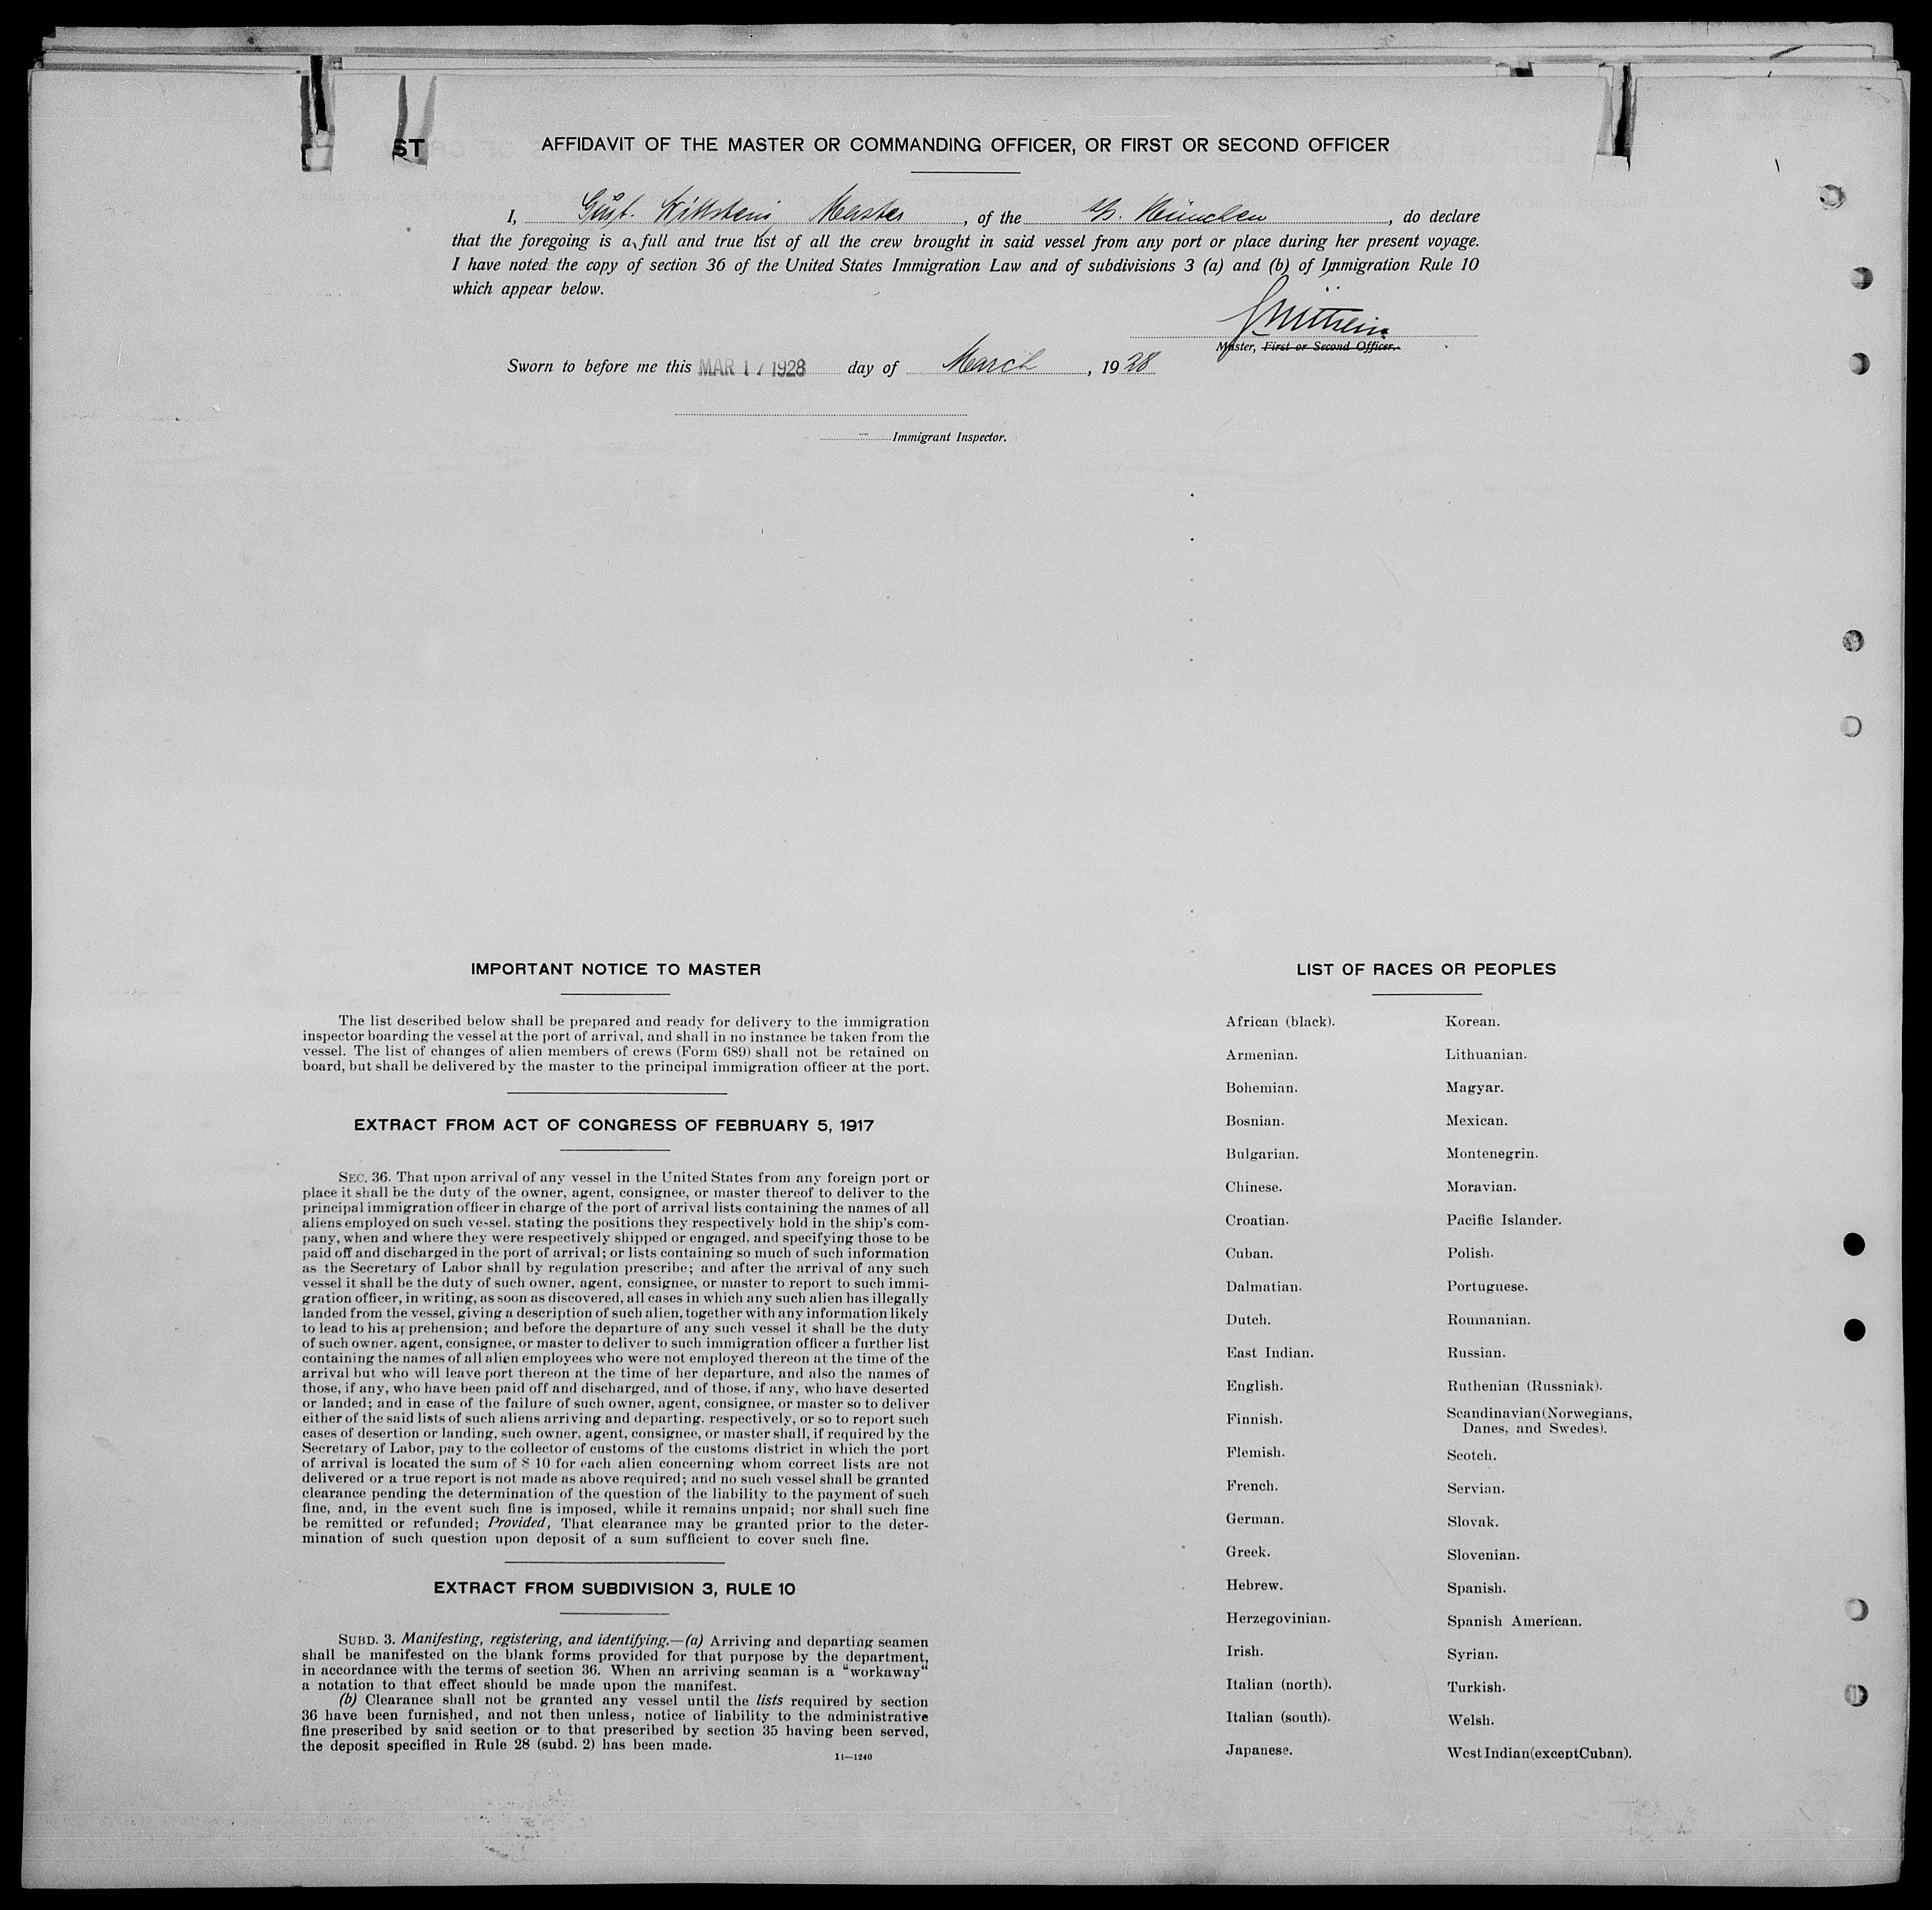 ST
AFFIDAVIT OF THE MASTER OR COMMANDING OFFICER, OR FIRST OR SECOND OFFICER
I, Gust. Wittstein Master, of the S/S. München, do declare
that the foregoing is a full and true list of all the crew brought in said vessel from any port or place during her present voyage.
I have noted the copy of section 36 of the United States Immigration Law and of subdivisions 3 (a) and (b) of Immigration Rule 10
which appear below.
Master, First or Second Officer.
Sworn to before me this MAR 17 1928 day of March, 1928
Immigrant Inspector.
IMPORTANT NOTICE TO MASTER
The list described below shall be prepared and ready for delivery to the immigration
inspector boarding the vessel at the port of arrival, and shall in no instance be taken from the
vessel. The list of changes of alien members of crews (Form 689) shall not be retained on
board, but shall be delivered by the master to the principal immigration officer at the port.
EXTRACT FROM ACT OF CONGRESS OF FEBRUARY 5, 1917
SEC. 36. That upon arrival of any vessel in the United States from any foreign port or
place it shall be the duty of the owner, agent, consignee, or master thereof to deliver to the
principal immigration officer in charge of the port of arrival lists containing the names of all
aliens employed on such vessel. stating the positions they respectively hold in the ship's com-
pany, when and where they were respectively shipped or engaged, and specifying those to be
paid off and discharged in the port of arrival; or lists containing so much of such information
as the Secretary of Labor shall by regulation prescribe; and after the arrival of any such
vessel it shall be the duty of such owner, agent, consignee, or master to report to such immi-
gration officer, in writing, as soon as discovered, all cases in which any such alien has illegally
landed from the vessel, giving a description of such alien, together with any information likely
to lead to his apprehension; and before the departure of any such vessel it shall be the duty
of such owner, agent, consignee, or master to deliver to such immigration officer a further list
containing the names of all alien employees who were not employed thereon at the time of the
arrival but who will leave port thereon at the time of her departure, and also the names of
those, if any, who have been paid off and discharged, and of those, if any, who have deserted
or landed; and in case of the failure of such owner, agent, consignee, or master so to deliver
either of the said lists of such aliens arriving and departing, respectively, or so to report such
cases of desertion or landing, such owner, agent, consignee, or master shall, if required by the
Secretary of Labor, pay to the collector of customs of the customs district in which the port
of arrival is located the sum of $ 10 for each alien concerning whom correct lists are not
delivered or a true report is not made as above required; and no such vessel shall be granted
clearance pending the determination of the question of the liability to the payment of such
fine, and, in the event such fine is imposed, while it remains unpaid; nor shall such fine
be remitted or refunded; Provided, That clearance may be granted prior to the deter-
mination of such question upon deposit of a sum sufficient to cover such fine.
EXTRACT FROM SUBDIVISION 3, RULE 10
SUBD. 3. Manifesting, registering, and identifying.—(a) Arriving and departing seamen
shall be manifested on the blank forms provided for that purpose by the department,
in accordance with the terms of section 36. When an arriving seaman is a “workaway“
a notation to that effect should be made upon the manifest.
(b) Clearance shall not be granted any vessel until the lists required by section
36 have been furnished, and not then unless, notice of liability to the administrative
fine prescribed by said section or to that prescribed by section 35 having been served,
the deposit specified in Rule 28 (subd. 2) has been made.
11—1240
LIST OF RACES OR PEOPLES
African (black).
Armenian.
Bohemian.
Bosnian.
Bulgarian.
Chinese.
Croatian.
Cuban.
Dalmatian.
Dutch.
East Indian.
English.
Finnish.
Flemish.
French.
German.
Greek.
Hebrew.
Herzegovinian.
Irish.
Italian (north).
Italian (south).
Japanese.
Korean.
Lithuanian.
Magyar.
Mexican.
Montenegrin.
Moravian.
Pacific Islander.
Polish.
Portuguese.
Roumanian.
Russian.
Ruthenian (Russniak).
Scandinavian (Norwegians,
Danes, and Swedes).
Scotch.
Servian.
Slovak.
Slovenian.
Spanish.
Spanish American.
Syrian.
Turkish.
Welsh.
West Indian (except Cuban).